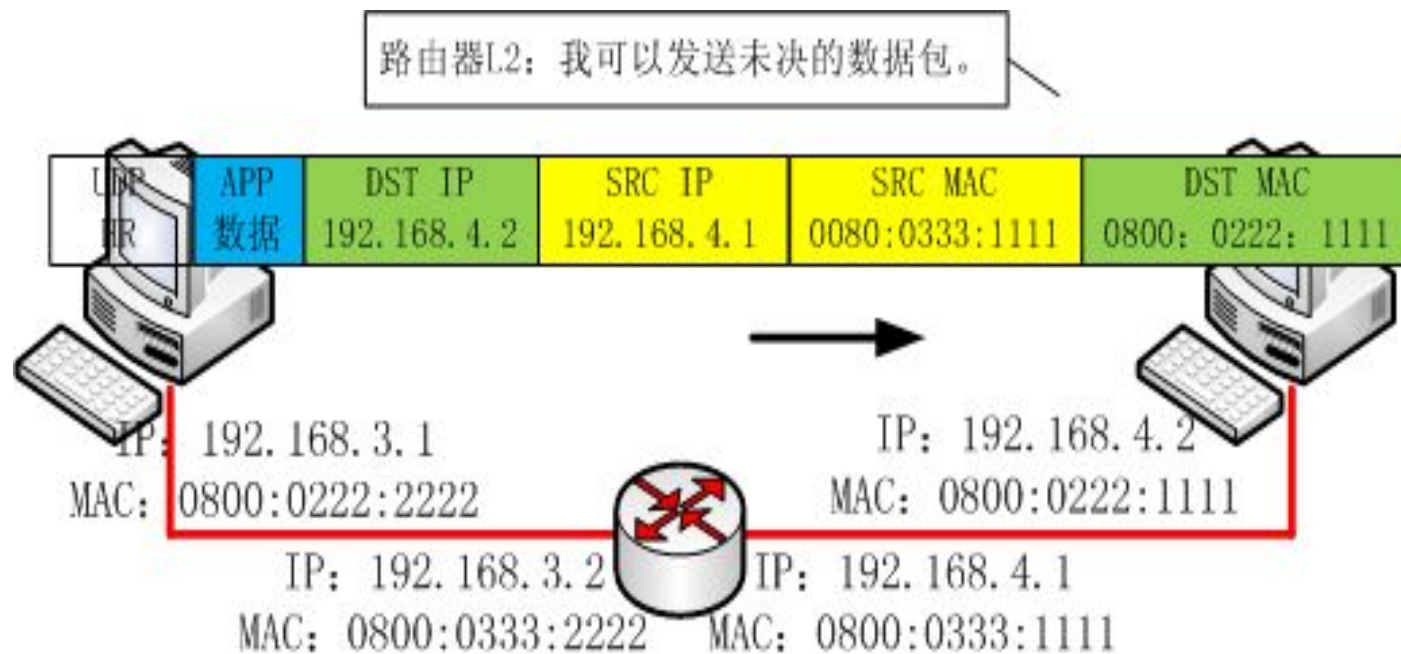 路由器L2：我可以发送未决的数据包。
UDP APP DST IP SRC IP SRC MAC DST MAC
HR 数据 192.168.4.2 192.168.4.1 0080:0333:1111 0800：0222：1111
IP：192.168.3.1 IP：192.168.4.2
MAC：0800:0222:2222 MAC：0800:0222:1111
IP：192.168.3.2 IP：192.168.4.1
MAC：0800:0333:2222 MAC：0800:0333:1111